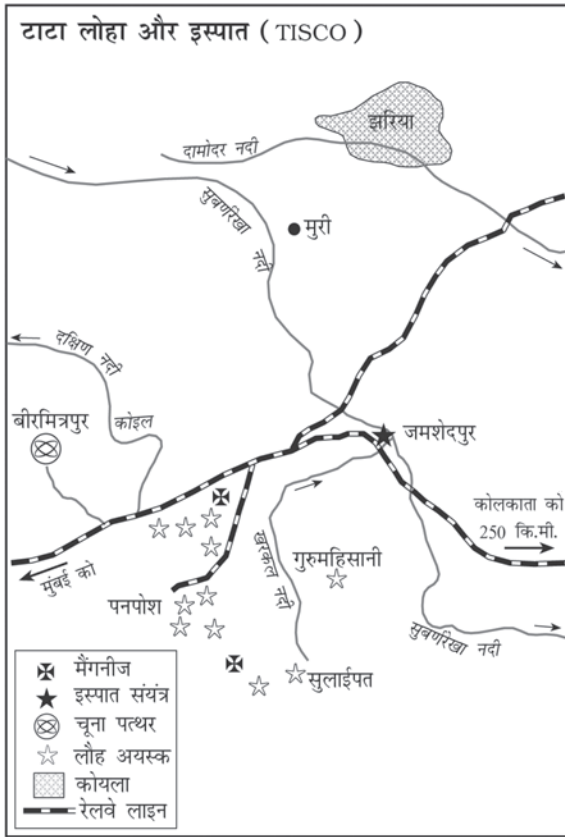 टाटा लोहा और इस्पात ( TISCO )
झरिया
दामोदर नदी
सुबर्णरेखा नदी
मुरी
दक्षिण नदी
कोइल
बीरमित्रपुर
जमशेदपुर
कोलकाता को
250 कि.मी.
मुंबई को
खरकल नदी
गुरुमहिसानी
पनपोश
सुबर्णरेखा नदी
सुलाईपत
मैंगनीज
इस्पात संयंत्र
चूना पत्थर
लौह अयस्क
कोयला
रेलवे लाइन